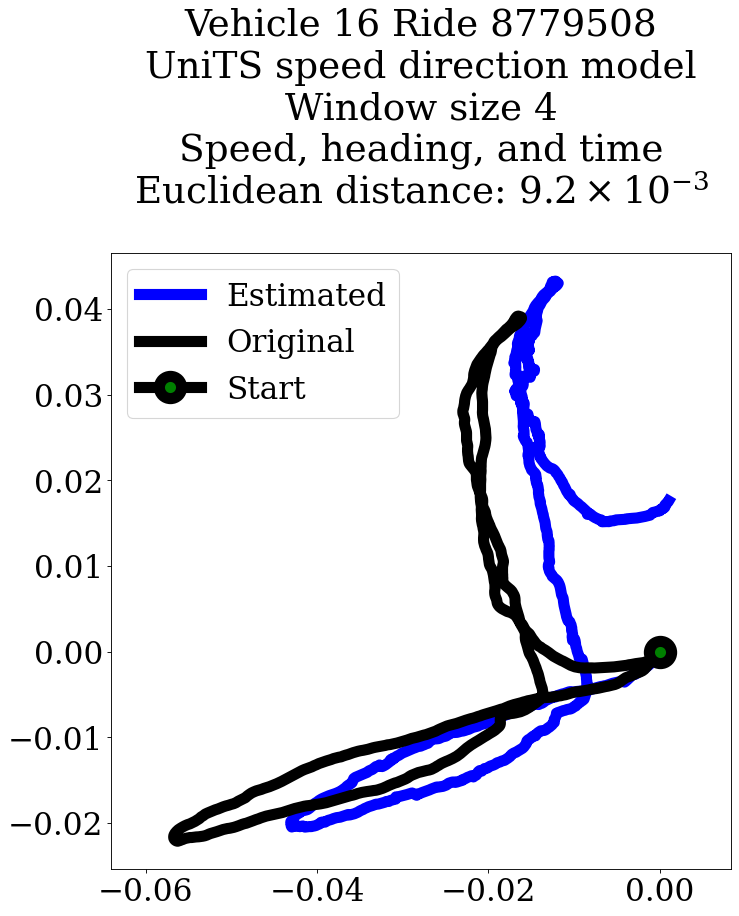 Vehicle 16 Ride 8779508
UniTS speed direction model
Window size 4
Speed, heading, and time
Euclidean distance: 9.2 × 10⁻³
Estimated
Original
Start
0.04
0.03
0.02
0.01
0.00
−0.01
−0.02
−0.06 −0.04 −0.02 0.00